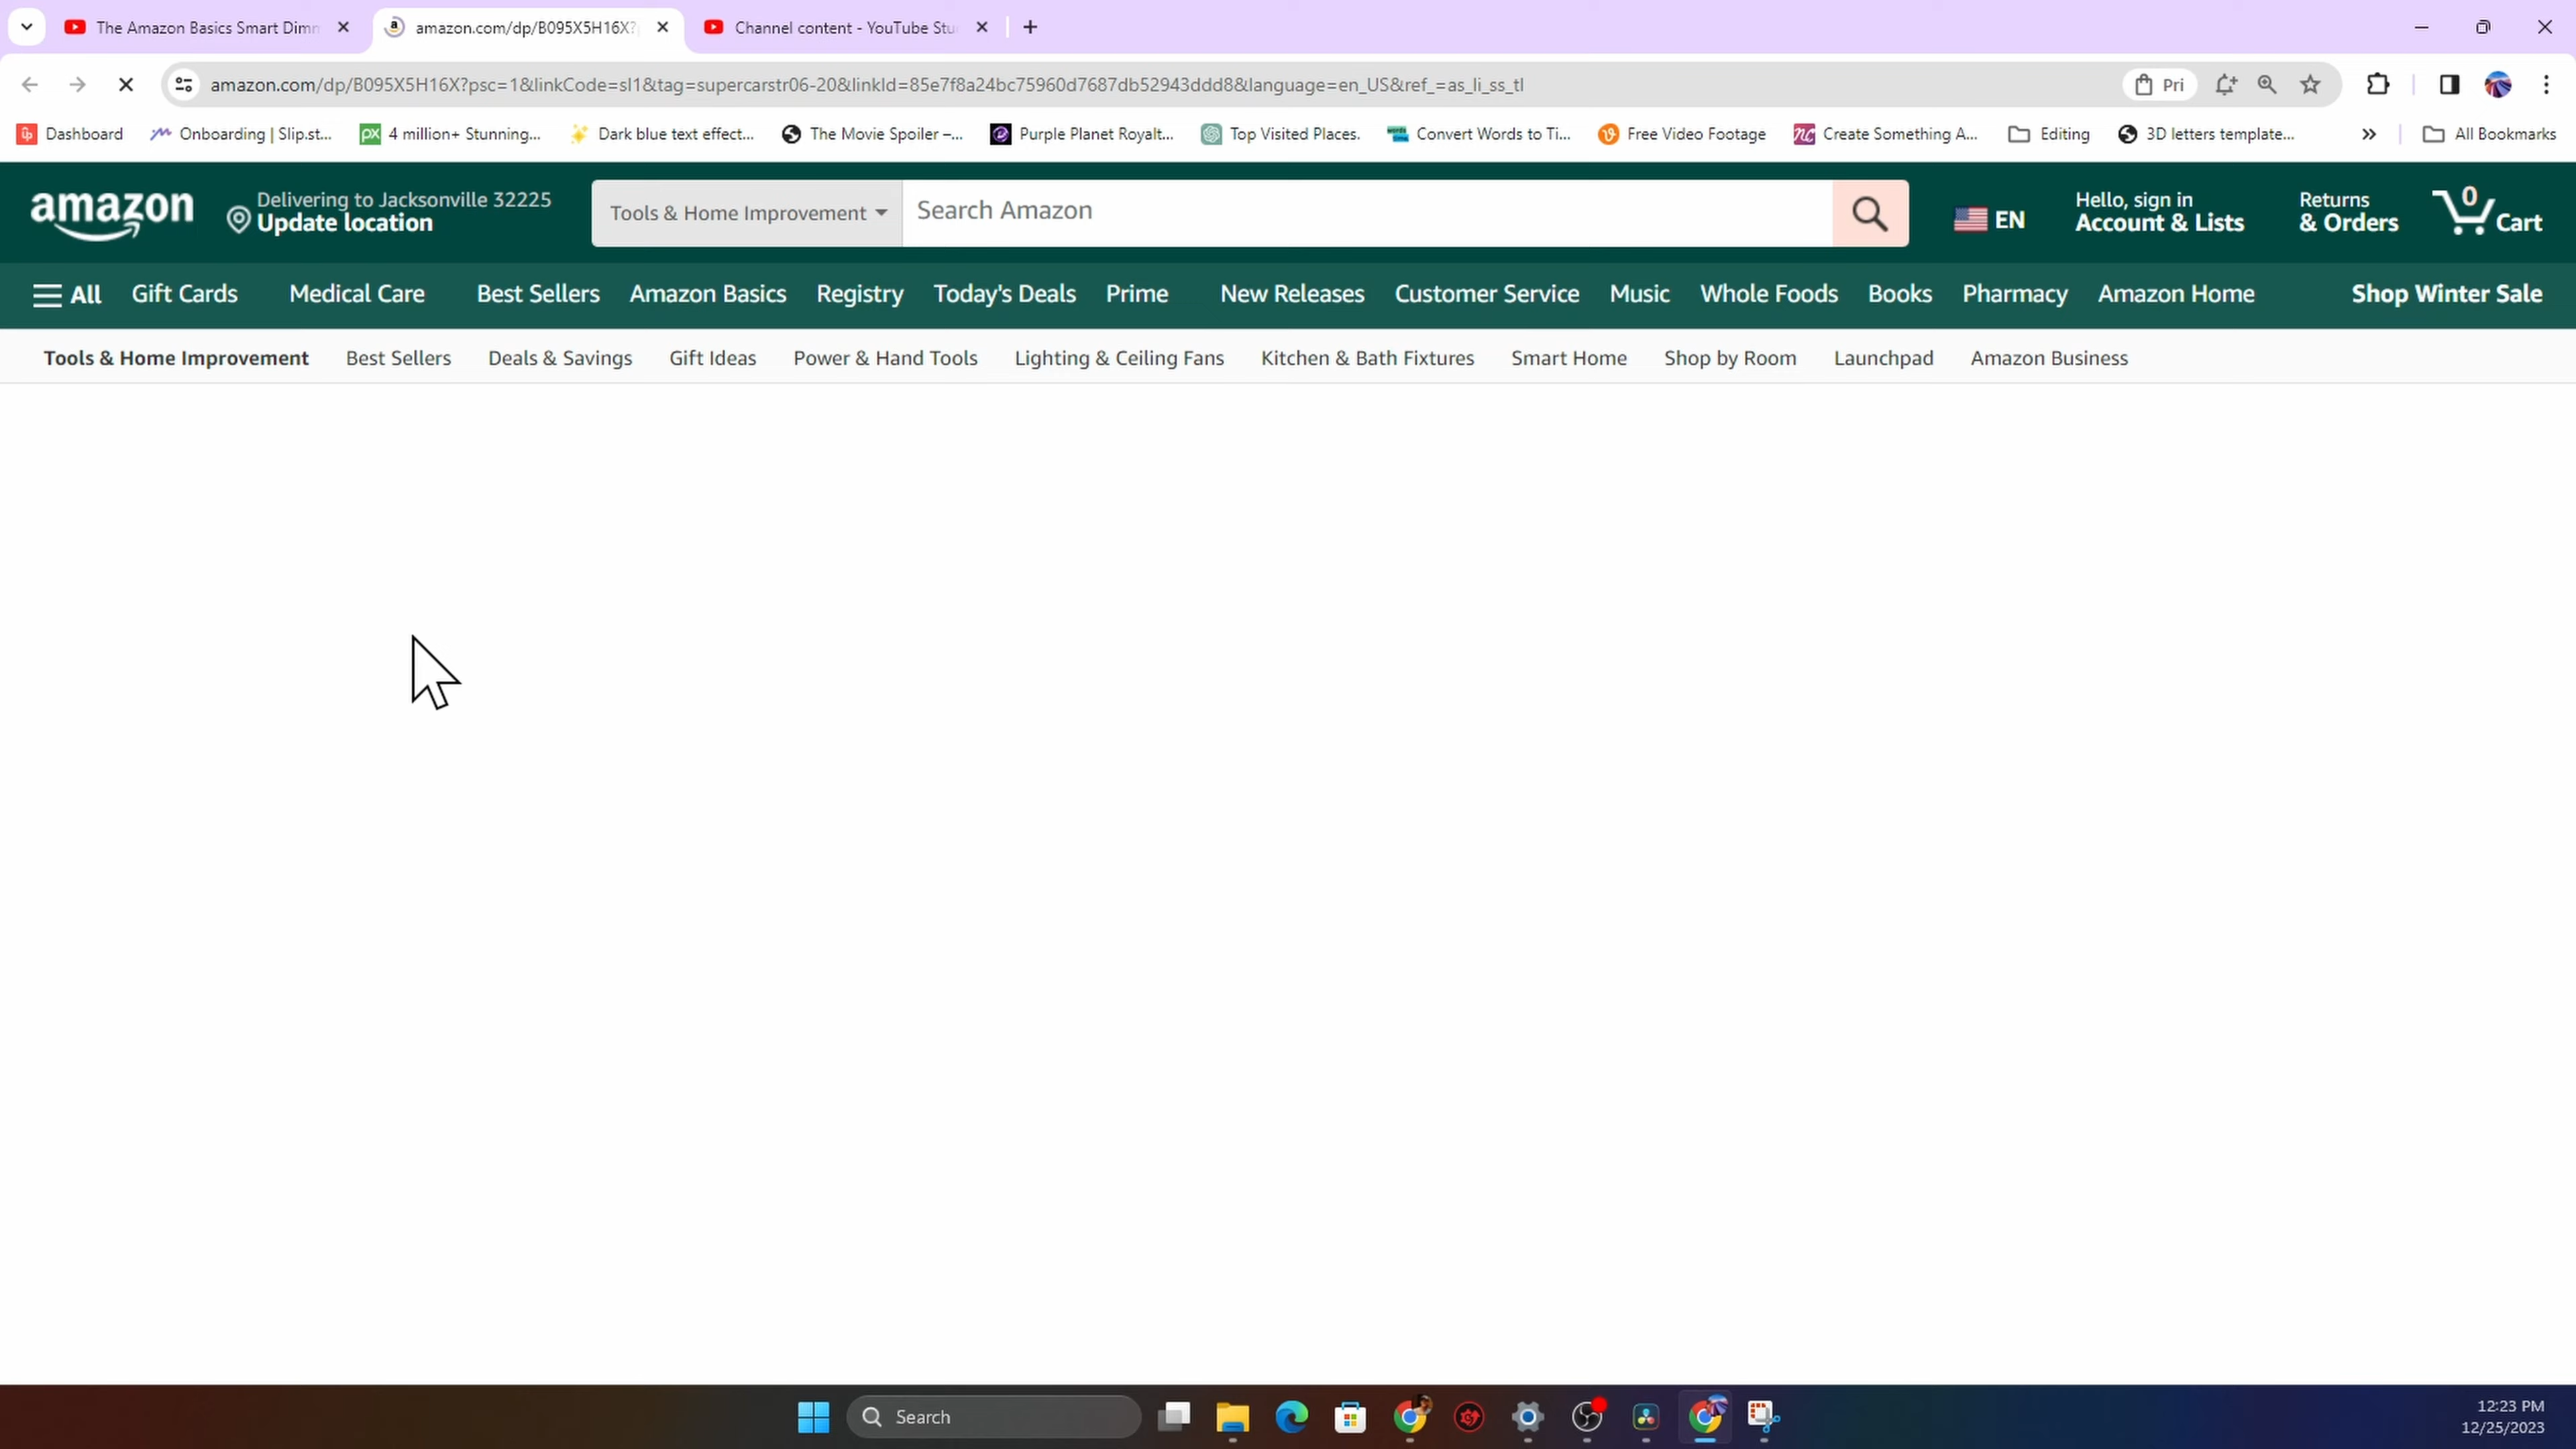 The Amazon Basics Smart Dimn
amazon.com/dp/B095X5H16X?
Channel content - YouTube Stu
amazon.com/dp/B095X5H16X?psc=1&linkCode=sl1&tag=supercarstr06-20&linkId=85e7f8a24bc75960d7687db52943ddd8&language=en_US&ref_=as_li_ss_tl
Pri
Dashboard
Onboarding | Slip.st...
4 million+ Stunning...
Dark blue text effect...
The Movie Spoiler –...
Purple Planet Royalt...
Top Visited Places.
Convert Words to Ti...
Free Video Footage
Create Something A...
Editing
3D letters template...
»
All Bookmarks
amazon
Delivering to Jacksonville 32225
Update location
Tools & Home Improvement
Search Amazon
EN
Hello, sign in
Account & Lists
Returns
& Orders
0
Cart
All
Gift Cards
Medical Care
Best Sellers
Amazon Basics
Registry
Today's Deals
Prime
New Releases
Customer Service
Music
Whole Foods
Books
Pharmacy
Amazon Home
Shop Winter Sale
Tools & Home Improvement
Best Sellers
Deals & Savings
Gift Ideas
Power & Hand Tools
Lighting & Ceiling Fans
Kitchen & Bath Fixtures
Smart Home
Shop by Room
Launchpad
Amazon Business
Search
12:23 PM
12/25/2023